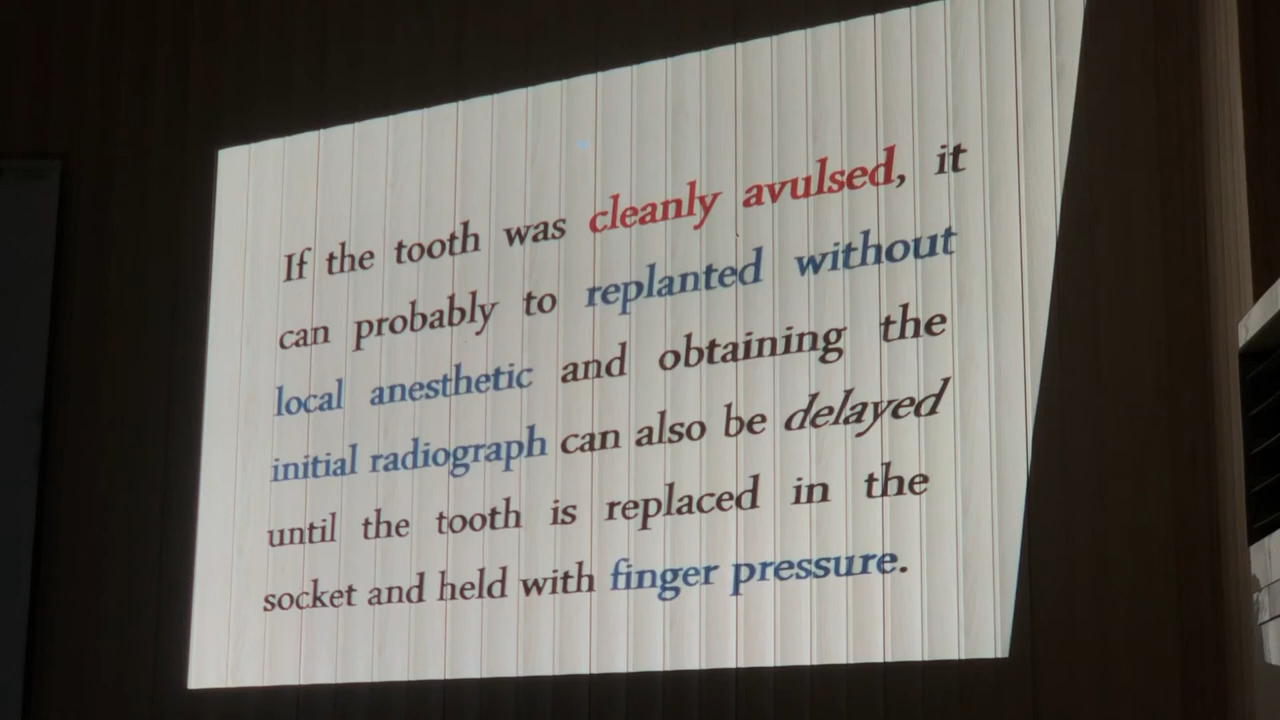 If the tooth was cleanly avulsed, it
can probably to replanted without
local anesthetic and obtaining the
initial radiograph can also be delayed
until the tooth is replaced in the
socket and held with finger pressure.